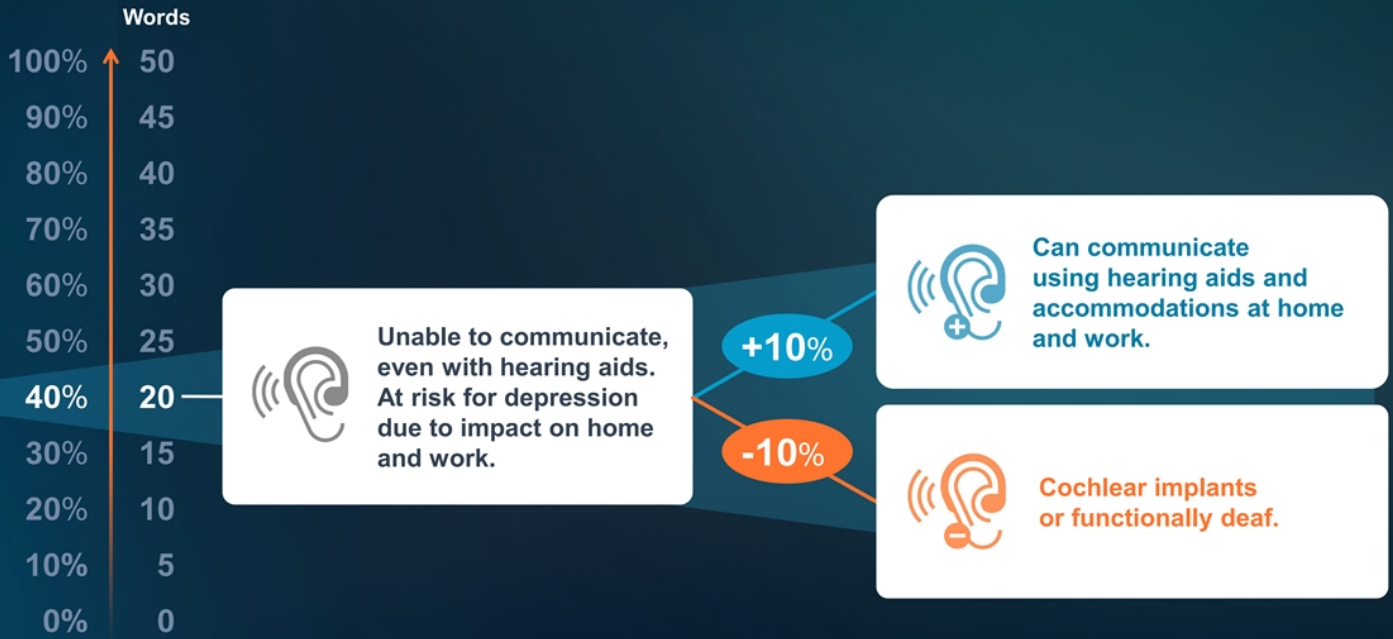 Words
100% 50
90% 45
80% 40
70% 35
60% 30
50% 25
40% 20
30% 15
20% 10
10% 5
0% 0
Unable to communicate,
even with hearing aids.
At risk for depression
due to impact on home
and work.
+10%
-10%
Can communicate
using hearing aids and
accommodations at home
and work.
Cochlear implants
or functionally deaf.